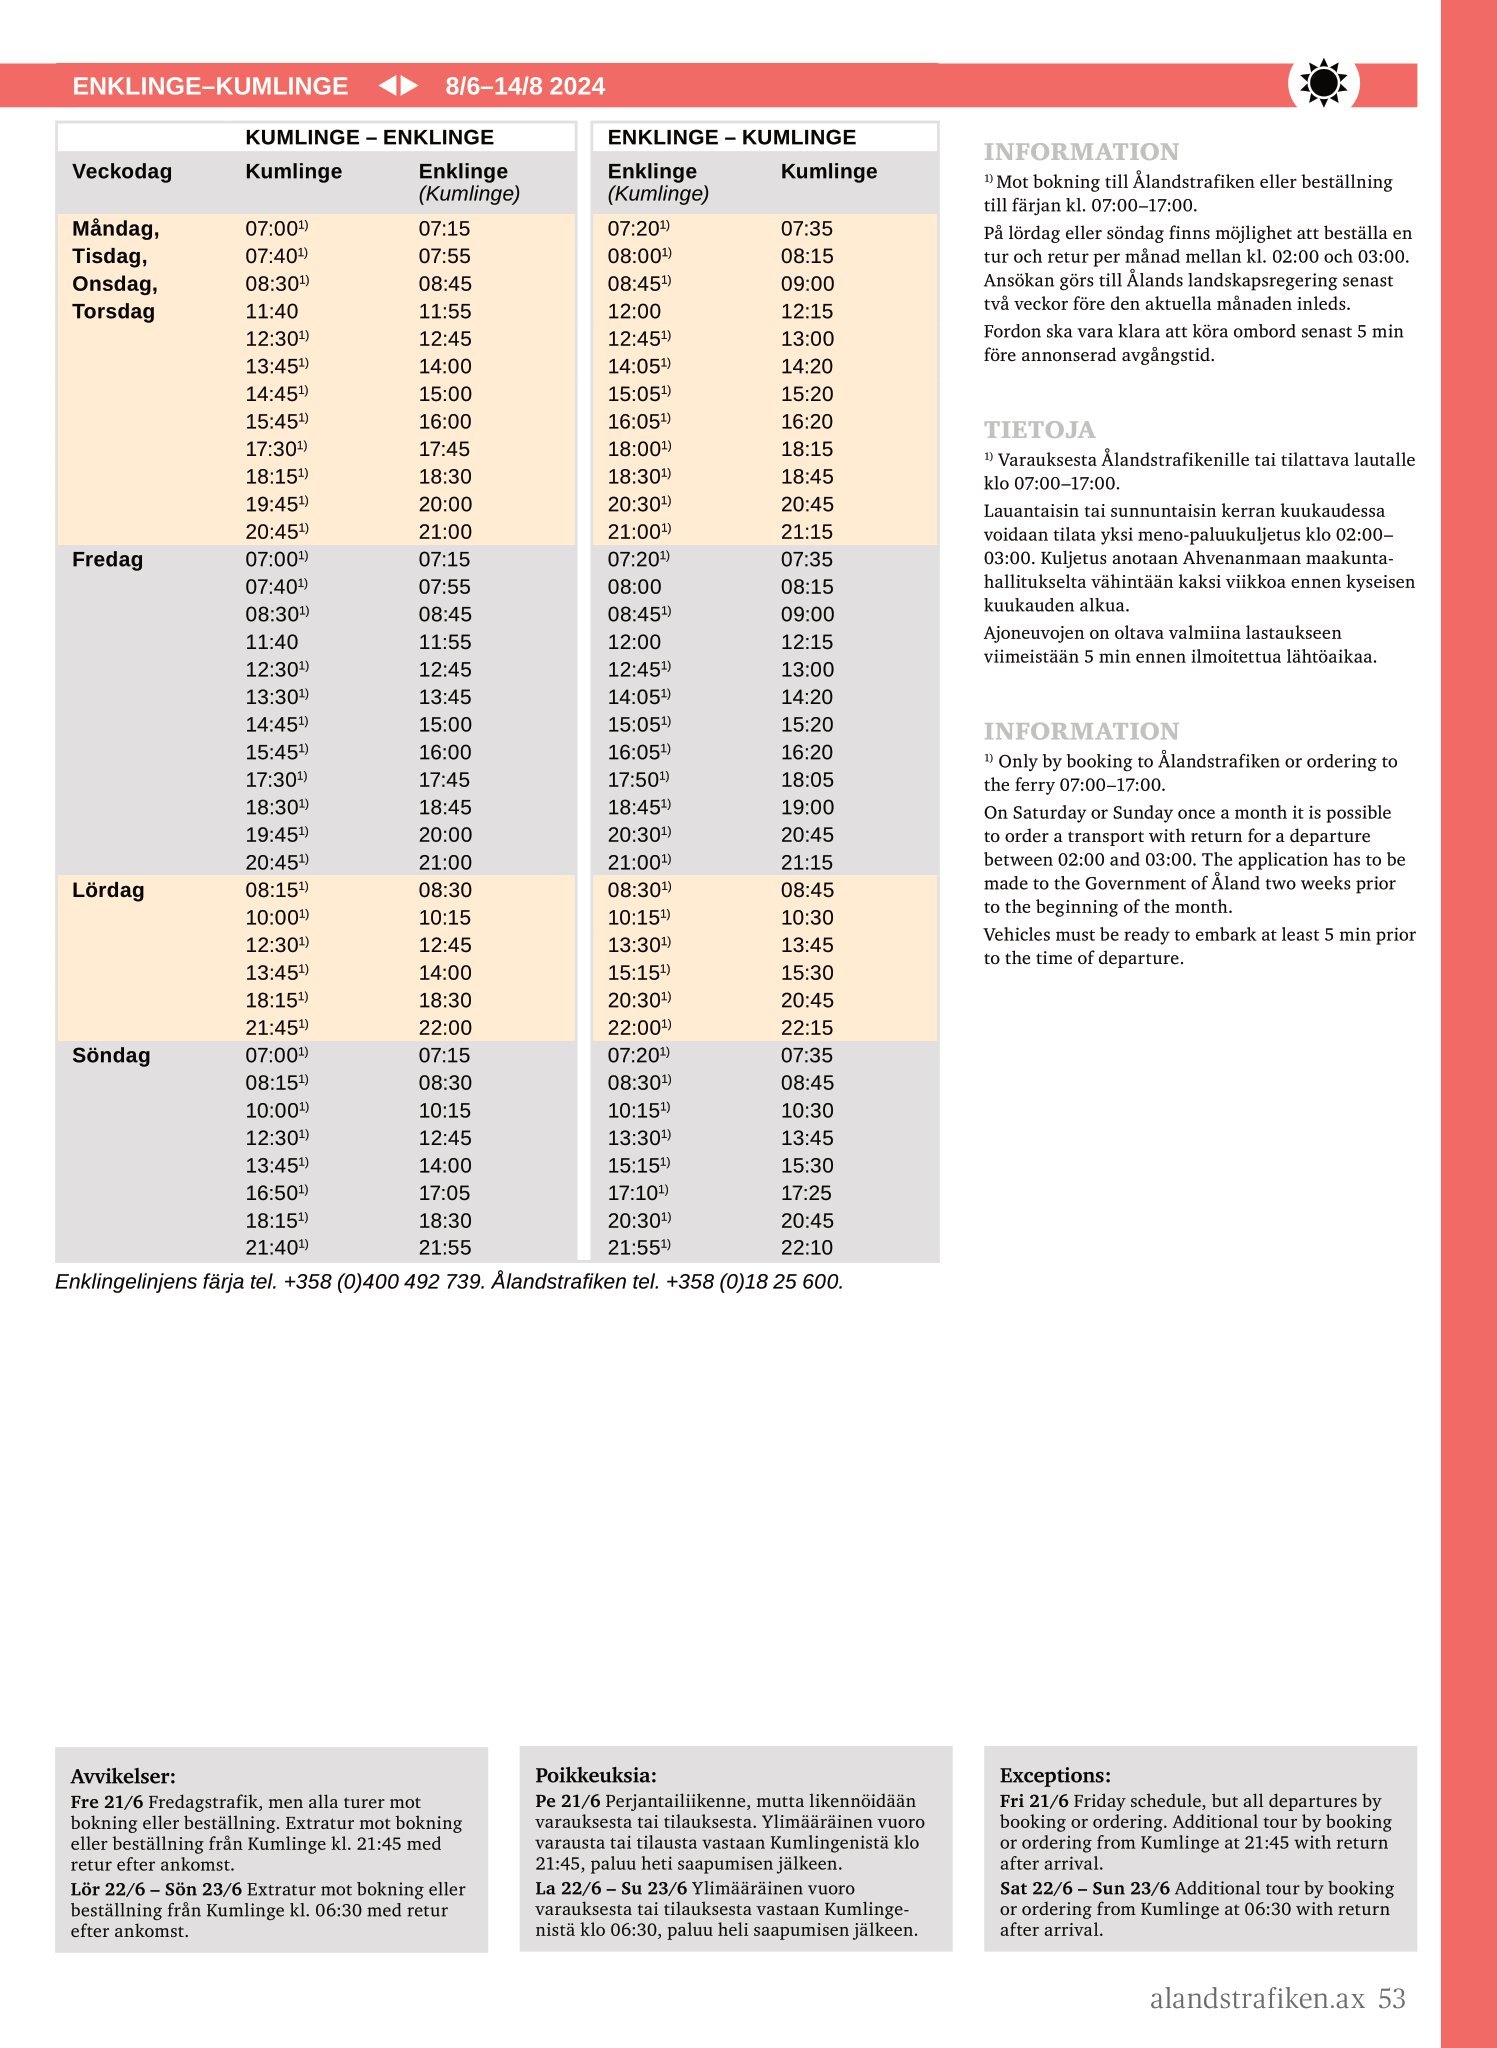 ENKLINGE–KUMLINGE ◀▶ 8/6–14/8 2024
KUMLINGE – ENKLINGE ENKLINGE – KUMLINGE
Veckodag Kumlinge Enklinge Enklinge Kumlinge
(Kumlinge) (Kumlinge)
Måndag, 07:00¹⁾ 07:15 07:20¹⁾ 07:35
Tisdag, 07:40¹⁾ 07:55 08:00¹⁾ 08:15
Onsdag, 08:30¹⁾ 08:45 08:45¹⁾ 09:00
Torsdag 11:40 11:55 12:00 12:15
12:30¹⁾ 12:45 12:45¹⁾ 13:00
13:45¹⁾ 14:00 14:05¹⁾ 14:20
14:45¹⁾ 15:00 15:05¹⁾ 15:20
15:45¹⁾ 16:00 16:05¹⁾ 16:20
17:30¹⁾ 17:45 18:00¹⁾ 18:15
18:15¹⁾ 18:30 18:30¹⁾ 18:45
19:45¹⁾ 20:00 20:30¹⁾ 20:45
20:45¹⁾ 21:00 21:00¹⁾ 21:15
Fredag 07:00¹⁾ 07:15 07:20¹⁾ 07:35
07:40¹⁾ 07:55 08:00 08:15
08:30¹⁾ 08:45 08:45¹⁾ 09:00
11:40 11:55 12:00 12:15
12:30¹⁾ 12:45 12:45¹⁾ 13:00
13:30¹⁾ 13:45 14:05¹⁾ 14:20
14:45¹⁾ 15:00 15:05¹⁾ 15:20
15:45¹⁾ 16:00 16:05¹⁾ 16:20
17:30¹⁾ 17:45 17:50¹⁾ 18:05
18:30¹⁾ 18:45 18:45¹⁾ 19:00
19:45¹⁾ 20:00 20:30¹⁾ 20:45
20:45¹⁾ 21:00 21:00¹⁾ 21:15
Lördag 08:15¹⁾ 08:30 08:30¹⁾ 08:45
10:00¹⁾ 10:15 10:15¹⁾ 10:30
12:30¹⁾ 12:45 13:30¹⁾ 13:45
13:45¹⁾ 14:00 15:15¹⁾ 15:30
18:15¹⁾ 18:30 20:30¹⁾ 20:45
21:45¹⁾ 22:00 22:00¹⁾ 22:15
Söndag 07:00¹⁾ 07:15 07:20¹⁾ 07:35
08:15¹⁾ 08:30 08:30¹⁾ 08:45
10:00¹⁾ 10:15 10:15¹⁾ 10:30
12:30¹⁾ 12:45 13:30¹⁾ 13:45
13:45¹⁾ 14:00 15:15¹⁾ 15:30
16:50¹⁾ 17:05 17:10¹⁾ 17:25
18:15¹⁾ 18:30 20:30¹⁾ 20:45
21:40¹⁾ 21:55 21:55¹⁾ 22:10
Enklingelinjens färja tel. +358 (0)400 492 739. Ålandstrafiken tel. +358 (0)18 25 600.
INFORMATION
¹⁾ Mot bokning till Ålandstrafiken eller beställning
till färjan kl. 07:00–17:00.
På lördag eller söndag finns möjlighet att beställa en
tur och retur per månad mellan kl. 02:00 och 03:00.
Ansökan görs till Ålands landskapsregering senast
två veckor före den aktuella månaden inleds.
Fordon ska vara klara att köra ombord senast 5 min
före annonserad avgångstid.
TIETOJA
¹⁾ Varauksesta Ålandstrafikenille tai tilattava lautalle
klo 07:00–17:00.
Lauantaisin tai sunnuntaisin kerran kuukaudessa
voidaan tilata yksi meno-paluukuljetus klo 02:00–
03:00. Kuljetus anotaan Ahvenanmaan maakunta-
hallitukselta vähintään kaksi viikkoa ennen kyseisen
kuukauden alkua.
Ajoneuvojen on oltava valmiina lastaukseen
viimeistään 5 min ennen ilmoitettua lähtöaikaa.
INFORMATION
¹⁾ Only by booking to Ålandstrafiken or ordering to
the ferry 07:00–17:00.
On Saturday or Sunday once a month it is possible
to order a transport with return for a departure
between 02:00 and 03:00. The application has to be
made to the Government of Åland two weeks prior
to the beginning of the month.
Vehicles must be ready to embark at least 5 min prior
to the time of departure.
Avvikelser:
Fre 21/6 Fredagstrafik, men alla turer mot
bokning eller beställning. Extratur mot bokning
eller beställning från Kumlinge kl. 21:45 med
retur efter ankomst.
Lör 22/6 – Sön 23/6 Extratur mot bokning eller
beställning från Kumlinge kl. 06:30 med retur
efter ankomst.
Poikkeuksia:
Pe 21/6 Perjantailiikenne, mutta likennöidään
varauksesta tai tilauksesta. Ylimääräinen vuoro
varausta tai tilausta vastaan Kumlingenistä klo
21:45, paluu heti saapumisen jälkeen.
La 22/6 – Su 23/6 Ylimääräinen vuoro
varauksesta tai tilauksesta vastaan Kumlinge-
nistä klo 06:30, paluu heli saapumisen jälkeen.
Exceptions:
Fri 21/6 Friday schedule, but all departures by
booking or ordering. Additional tour by booking
or ordering from Kumlinge at 21:45 with return
after arrival.
Sat 22/6 – Sun 23/6 Additional tour by booking
or ordering from Kumlinge at 06:30 with return
after arrival.
alandstrafiken.ax 53